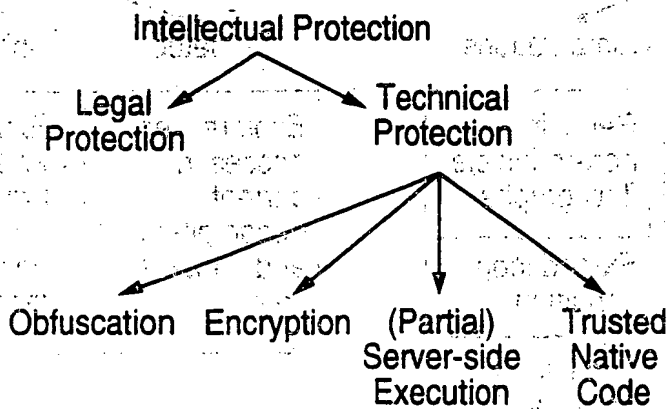 Intellectual Protection
Legal
Protection
Technical
Protection
Obfuscation
Encryption
(Partial)
Server-side
Execution
Trusted
Native
Code